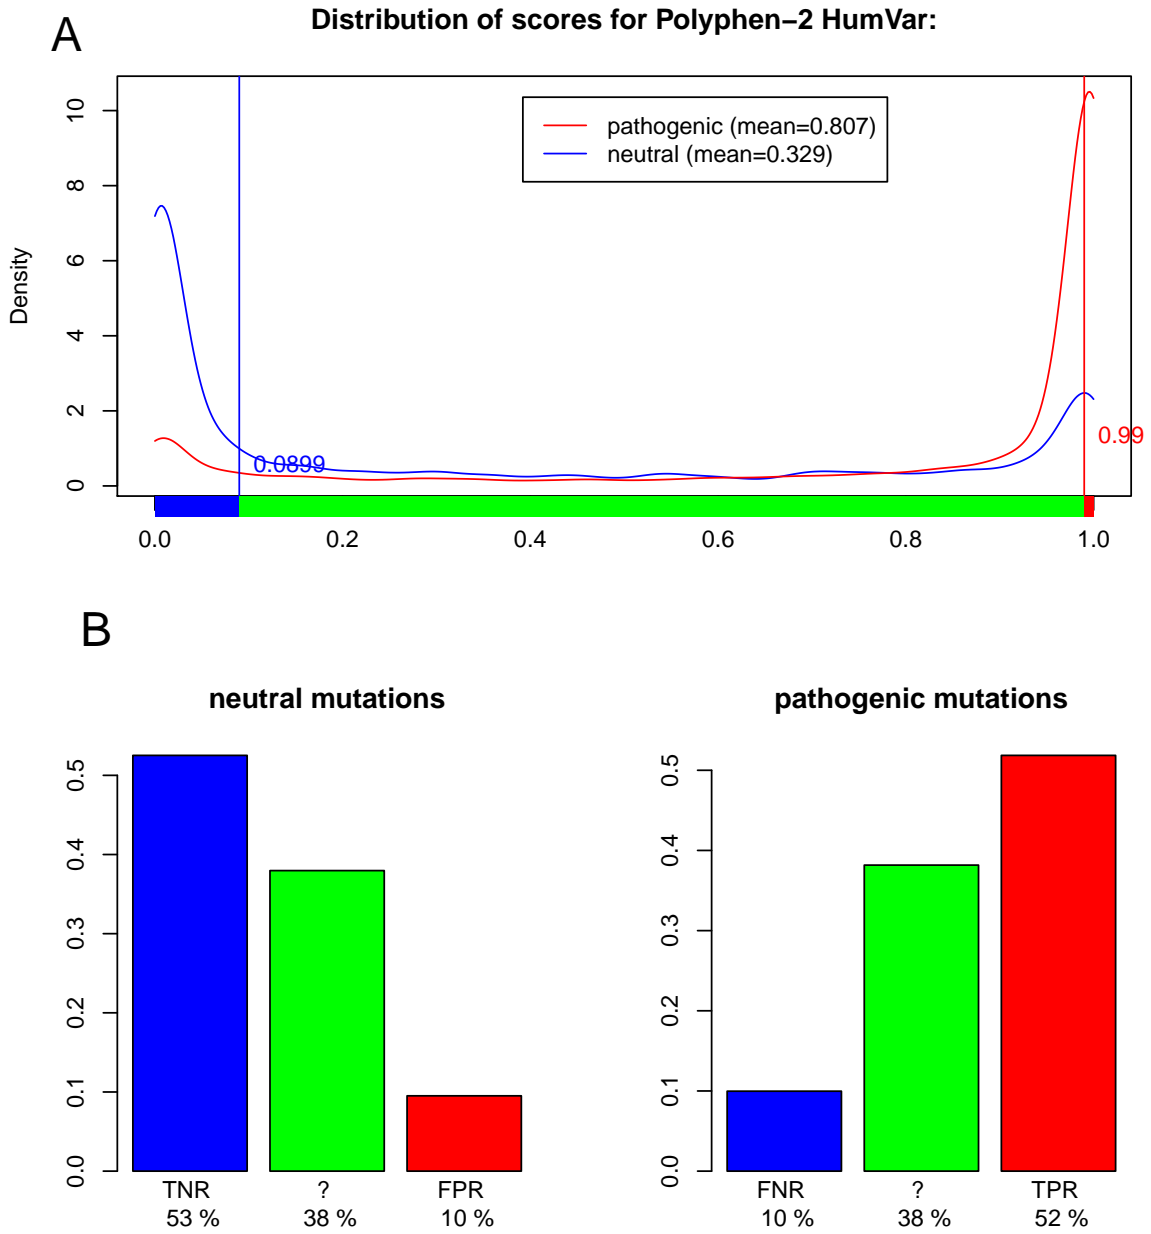 A
Distribution of scores for Polyphen−2 HumVar:
Density
10
8
6
4
2
0
pathogenic (mean=0.807)
neutral (mean=0.329)
0.0899
0.99
0.0 0.2 0.4 0.6 0.8 1.0
B
neutral mutations
0.5
0.4
0.3
0.2
0.1
0.0
TNR ? FPR
53 % 38 % 10 %
pathogenic mutations
0.5
0.4
0.3
0.2
0.1
0.0
FNR ? TPR
10 % 38 % 52 %